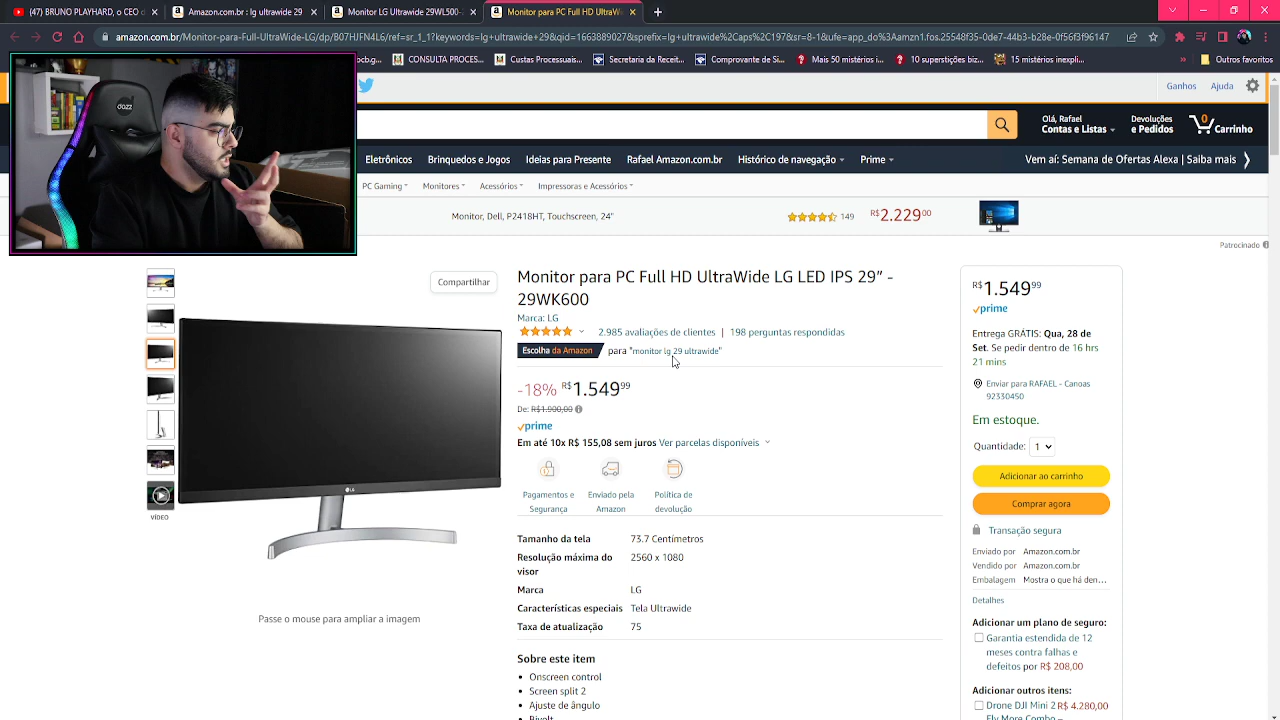 (47) BRUNO PLAYHARD, o CEO d
Amazon.com.br : lg ultrawide 29
Monitor LG Ultrawide 29WL500-
Monitor para PC Full HD UltraW
amazon.com.br/Monitor-para-Full-UltraWide-LG/dp/B07HJFN4L6/ref=sr_1_1?keywords=lg+ultrawide+29&qid=1663889027&sprefix=lg+ultrawide%2Caps%2C197&sr=8-1&ufe=app_do%3Aamzn1.fos.25548f35-0de7-44b3-b28e-0f56f3f96147
ocbg...
CONSULTA PROCES...
Custas Processuais:...
Secretaria da Receit...
Comprimento de Si...
Mais 50 mistérios i...
10 superstições biz...
15 mistérios inexpli...
Outros favoritos
Ganhos
Ajuda
Olá, Rafael
Contas e Listas
Devoluções
e Pedidos
0
Carrinho
Eletrônicos
Brinquedos e Jogos
Ideias para Presente
Rafael Amazon.com.br
Histórico de navegação
Prime
Vem aí: Semana de Ofertas Alexa | Saiba mais
PC Gaming
Monitores
Acessórios
Impressoras e Acessórios
Monitor, Dell, P2418HT, Touchscreen, 24"
149
R$2.22900
Patrocinado
dazz
Compartilhar
Monitor para PC Full HD UltraWide LG LED IPS 29” -
29WK600
Marca: LG
2.985 avaliações de clientes | 198 perguntas respondidas
Escolha da Amazon para "monitor lg 29 ultrawide"
-18% R$1.54999
De: R$1.900,00
prime
Em até 10x R$ 155,08 sem juros Ver parcelas disponíveis
Pagamentos e
Segurança
Enviado pela
Amazon
Política de
devolução
Tamanho da tela 73.7 Centímetros
Resolução máxima do
visor 2560 x 1080
Marca LG
Características especiais Tela Ultrawide
Taxa de atualização 75
Sobre este item
Onscreen control
Screen split 2
Ajuste de ângulo
Bivolt
LG
VÍDEO
Passe o mouse para ampliar a imagem
R$1.54999
prime
Entrega GRÁTIS: Qua, 28 de
Set. Se pedir dentro de 16 hrs
21 mins
Enviar para RAFAEL - Canoas
92330450
Em estoque.
Quantidade: 1
Adicionar ao carrinho
Comprar agora
Transação segura
Enviado por Amazon.com.br
Vendido por Amazon.com.br
Embalagem Mostra o que há den...
Detalhes
Adicionar um plano de seguro:
Garantia estendida de 12
meses contra falhas e
defeitos por R$ 208,00
Adicionar outros itens:
Drone DJI Mini 2 R$ 4.280,00
Fly More Combo –